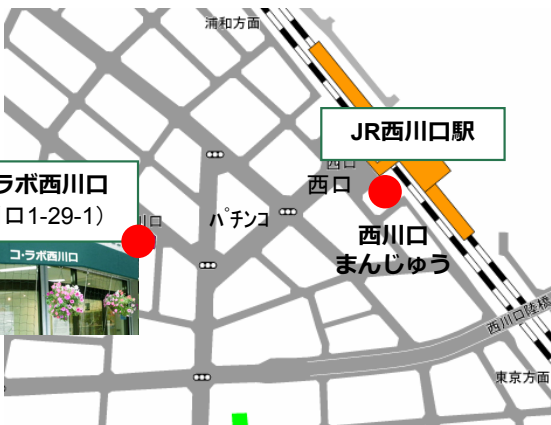 浦和方面
JR西川口駅
西口
西口
ラボ西川口
口1-29-1）
川口
パチンコ
西川口
まんじゅう
コ・ラボ西川口
西川口陸橋
東京方面